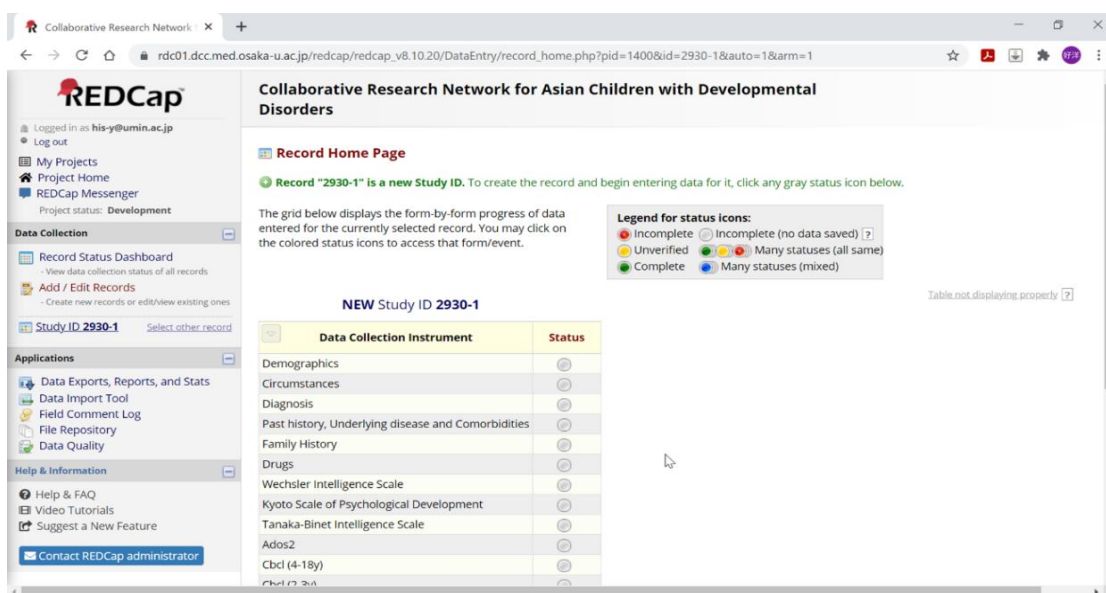 Collaborative Research Network
rdc01.dcc.med.osaka-u.ac.jp/redcap/redcap_v8.10.20/DataEntry/record_home.php?pid=1400&id=2930-1&auto=1&arm=1
好洋
REDCap
Logged in as his-y@umin.ac.jp
Log out
My Projects
Project Home
REDCap Messenger
Project status: Development
Data Collection
Record Status Dashboard
- View data collection status of all records
Add / Edit Records
- Create new records or edit/view existing ones
Study ID 2930-1 Select other record
Applications
Data Exports, Reports, and Stats
Data Import Tool
Field Comment Log
File Repository
Data Quality
Help & Information
Help & FAQ
Video Tutorials
Suggest a New Feature
Contact REDCap administrator
Collaborative Research Network for Asian Children with Developmental
Disorders
Record Home Page
Record "2930-1" is a new Study ID. To create the record and begin entering data for it, click any gray status icon below.
The grid below displays the form-by-form progress of data
entered for the currently selected record. You may click on
the colored status icons to access that form/event.
Legend for status icons:
Incomplete Incomplete (no data saved) ?
Unverified Many statuses (all same)
Complete Many statuses (mixed)
Table not displaying properly ?
NEW Study ID 2930-1
Data Collection Instrument Status
Demographics
Circumstances
Diagnosis
Past history, Underlying disease and Comorbidities
Family History
Drugs
Wechsler Intelligence Scale
Kyoto Scale of Psychological Development
Tanaka-Binet Intelligence Scale
Ados2
Cbcl (4-18y)
Cbcl (2-3y)